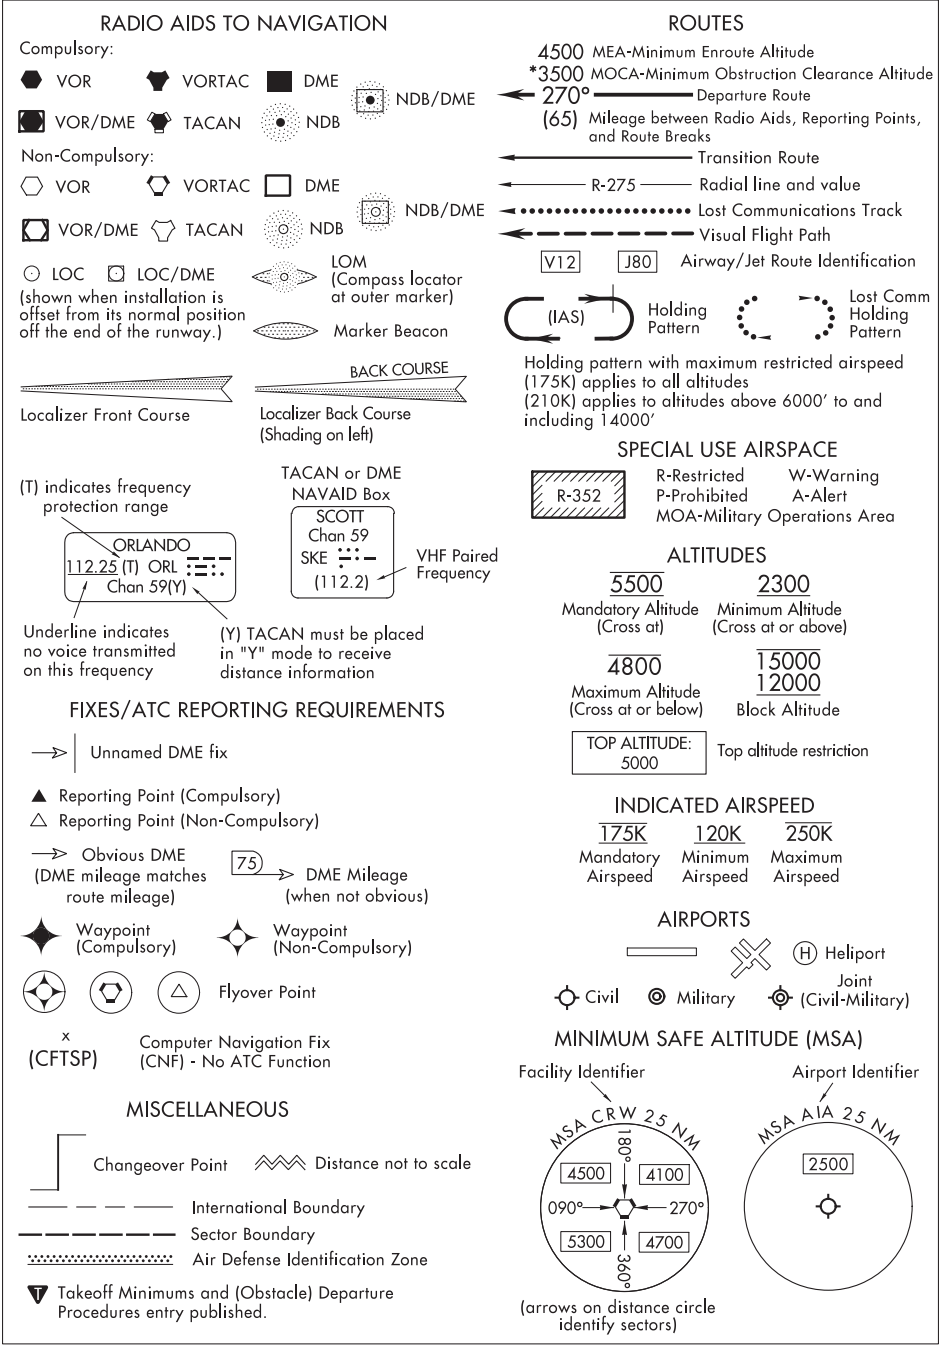 RADIO AIDS TO NAVIGATION
Compulsory:
VOR
VORTAC
DME
NDB/DME
VOR/DME
TACAN
NDB
Non-Compulsory:
VOR
VORTAC
DME
NDB/DME
VOR/DME
TACAN
NDB
LOC
LOC/DME
(shown when installation is
offset from its normal position
off the end of the runway.)
LOM
(Compass locator
at outer marker)
Marker Beacon
BACK COURSE
Localizer Front Course
Localizer Back Course
(Shading on left)
(T) indicates frequency
protection range
ORLANDO
112.25 (T) ORL
Chan 59(Y)
Underline indicates
no voice transmitted
on this frequency
TACAN or DME
NAVAID Box
SCOTT
Chan 59
SKE
(112.2)
VHF Paired
Frequency
(Y) TACAN must be placed
in "Y" mode to receive
distance information
FIXES/ATC REPORTING REQUIREMENTS
Unnamed DME fix
Reporting Point (Compulsory)
Reporting Point (Non-Compulsory)
Obvious DME
(DME mileage matches
route mileage)
75
DME Mileage
(when not obvious)
Waypoint
(Compulsory)
Waypoint
(Non-Compulsory)
Flyover Point
x
(CFTSP)
Computer Navigation Fix
(CNF) - No ATC Function
MISCELLANEOUS
Changeover Point
Distance not to scale
International Boundary
Sector Boundary
Air Defense Identification Zone
T
Takeoff Minimums and (Obstacle) Departure
Procedures entry published.
ROUTES
4500 MEA-Minimum Enroute Altitude
*3500 MOCA-Minimum Obstruction Clearance Altitude
270° Departure Route
(65) Mileage between Radio Aids, Reporting Points,
and Route Breaks
Transition Route
R-275 Radial line and value
Lost Communications Track
Visual Flight Path
V12
J80
Airway/Jet Route Identification
(IAS)
Holding
Pattern
Lost Comm
Holding
Pattern
Holding pattern with maximum restricted airspeed
(175K) applies to all altitudes
(210K) applies to altitudes above 6000' to and
including 14000'
SPECIAL USE AIRSPACE
R-352
R-Restricted W-Warning
P-Prohibited A-Alert
MOA-Military Operations Area
ALTITUDES
5500
Mandatory Altitude
(Cross at)
2300
Minimum Altitude
(Cross at or above)
4800
Maximum Altitude
(Cross at or below)
15000
12000
Block Altitude
TOP ALTITUDE:
5000
Top altitude restriction
INDICATED AIRSPEED
175K
Mandatory
Airspeed
120K
Minimum
Airspeed
250K
Maximum
Airspeed
AIRPORTS
H
Heliport
Civil
Military
Joint
(Civil-Military)
MINIMUM SAFE ALTITUDE (MSA)
Facility Identifier
MSA CRW 25 NM
180°
4500
4100
090°
270°
5300
4700
360°
(arrows on distance circle
identify sectors)
Airport Identifier
MSA AIA 25 NM
2500